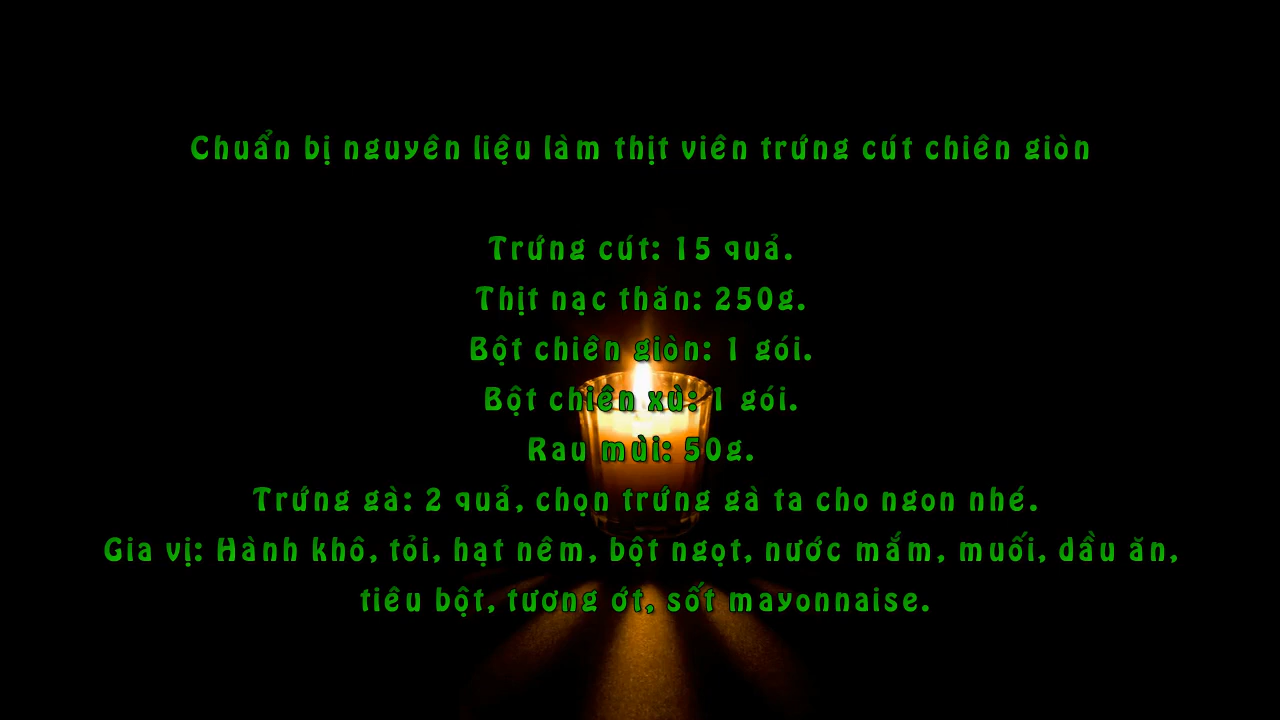 Chuẩn bị nguyên liệu làm thịt viên trứng cút chiên giòn
Trứng cút: 15 quả.
Thịt nạc thăn: 250g.
Bột chiên giòn: 1 gói.
Bột chiên xù: 1 gói.
Rau mùi: 50g.
Trứng gà: 2 quả, chọn trứng gà ta cho ngon nhé.
Gia vị: Hành khô, tỏi, hạt nêm, bột ngọt, nước mắm, muối, dầu ăn,
tiêu bột, tương ớt, sốt mayonnaise.